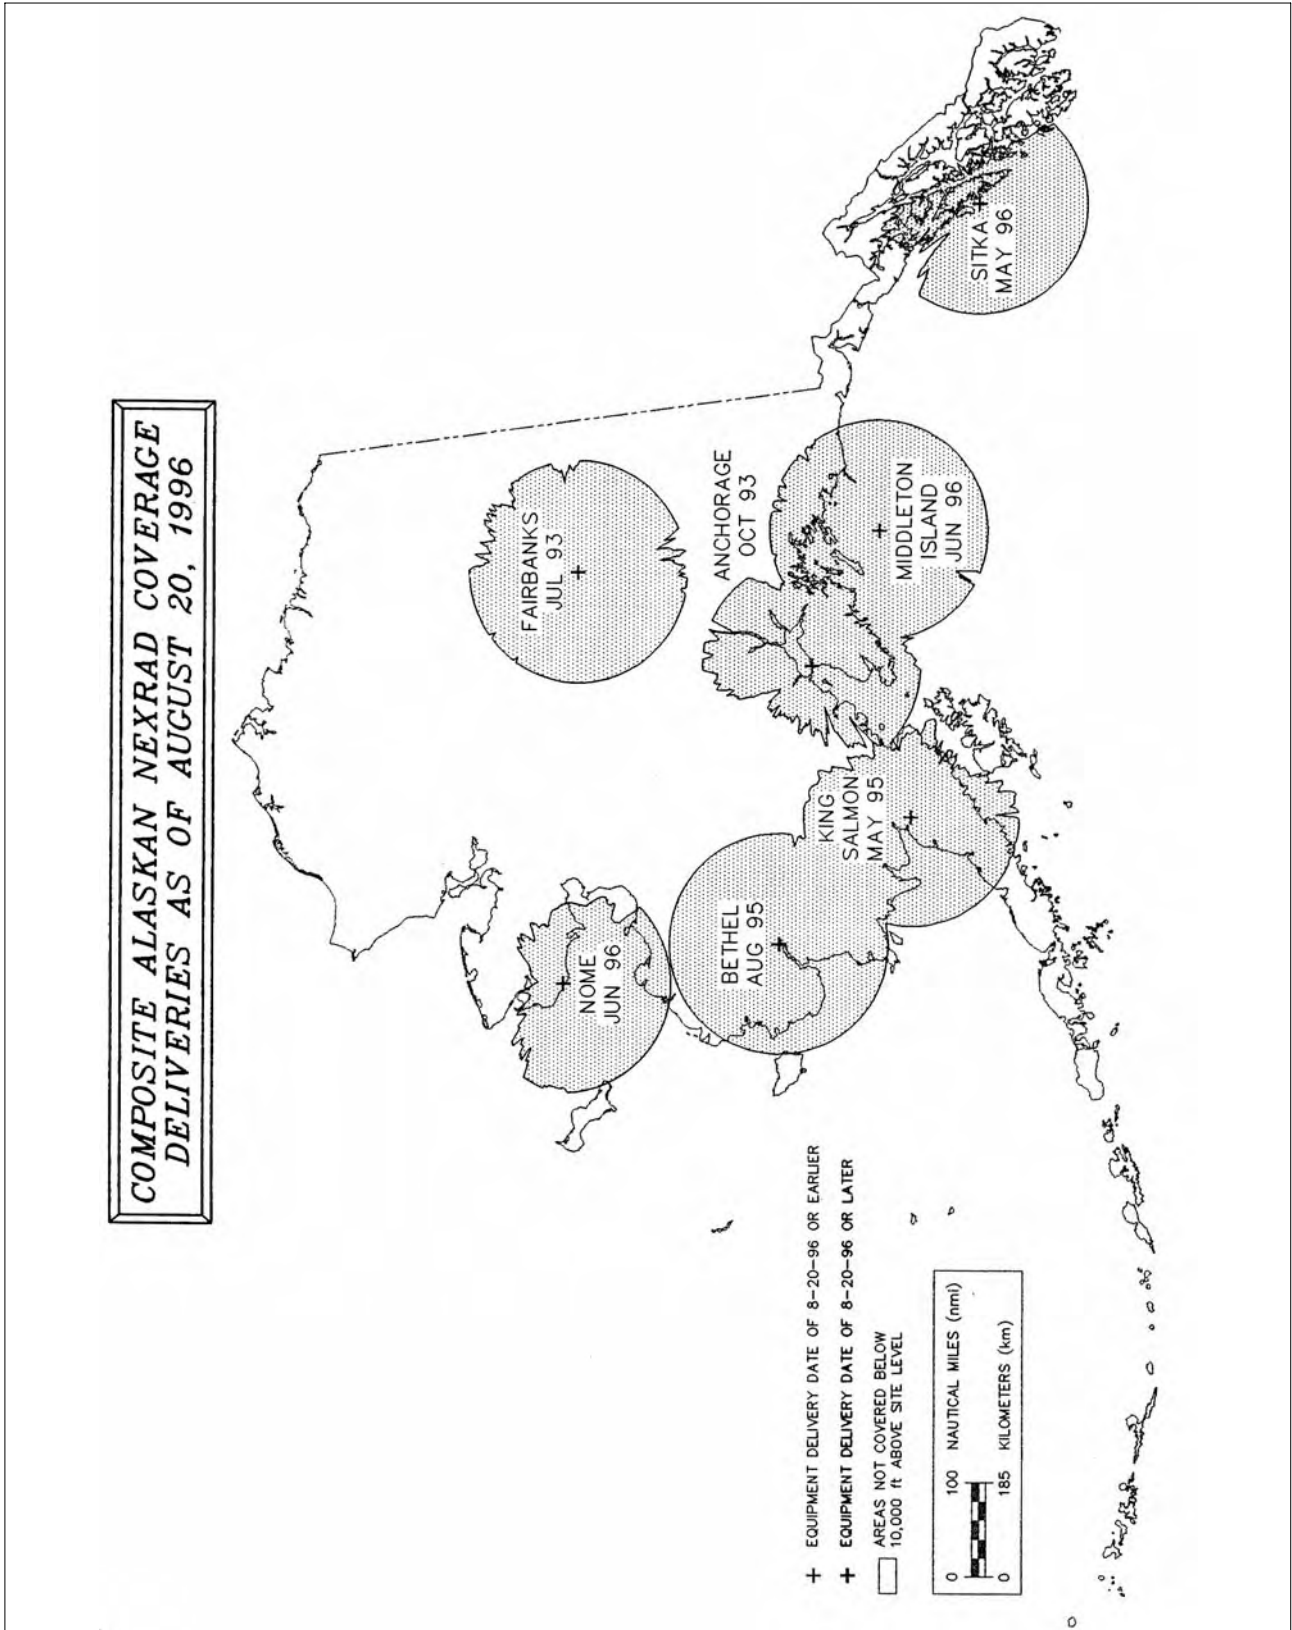 COMPOSITE ALASKAN NEXRAD COVERAGE
DELIVERIES AS OF AUGUST 20, 1996
FAIRBANKS
JUL 93
ANCHORAGE
OCT 93
MIDDLETON
ISLAND
JUN 96
SITKA
MAY 96
NOME
JUN 96
BETHEL
AUG 95
KING
SALMON
MAY 95
+ EQUIPMENT DELIVERY DATE OF 8-20-96 OR EARLIER
+ EQUIPMENT DELIVERY DATE OF 8-20-96 OR LATER
AREAS NOT COVERED BELOW
10,000 ft ABOVE SITE LEVEL
0 100 NAUTICAL MILES (nmi)
0 185 KILOMETERS (km)